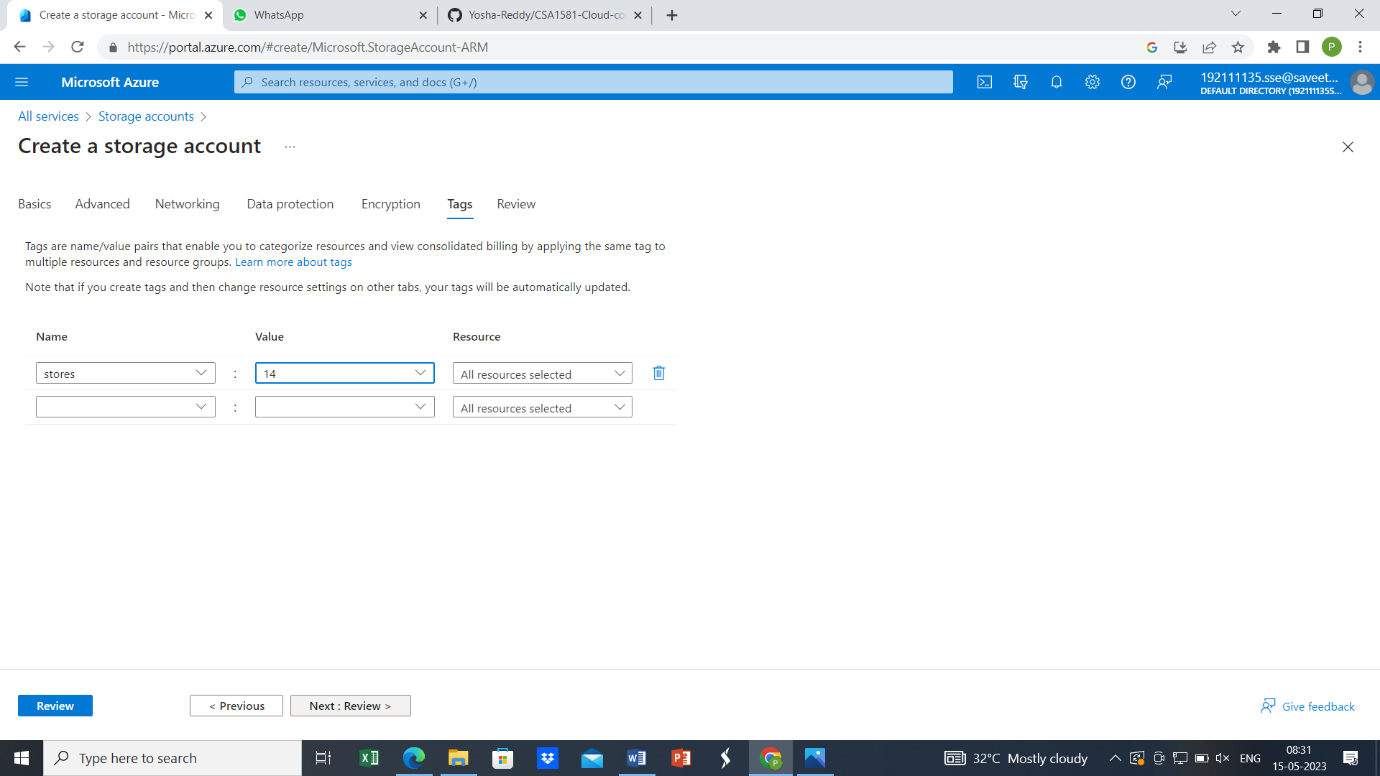 Create a storage account - Micro
WhatsApp
Yosha-Reddy/CSA1581-Cloud-co
https://portal.azure.com/#create/Microsoft.StorageAccount-ARM
P
Microsoft Azure
Search resources, services, and docs (G+/)
192111135.sse@saveet...
DEFAULT DIRECTORY (192111135S...
All services > Storage accounts >
Create a storage account ...
Basics Advanced Networking Data protection Encryption Tags Review
Tags are name/value pairs that enable you to categorize resources and view consolidated billing by applying the same tag to
multiple resources and resource groups. Learn more about tags
Note that if you create tags and then change resource settings on other tabs, your tags will be automatically updated.
Name Value Resource
stores : 14 All resources selected
: All resources selected
Review < Previous Next : Review > Give feedback
Type here to search
32°C Mostly cloudy
ENG
08:31
15-05-2023